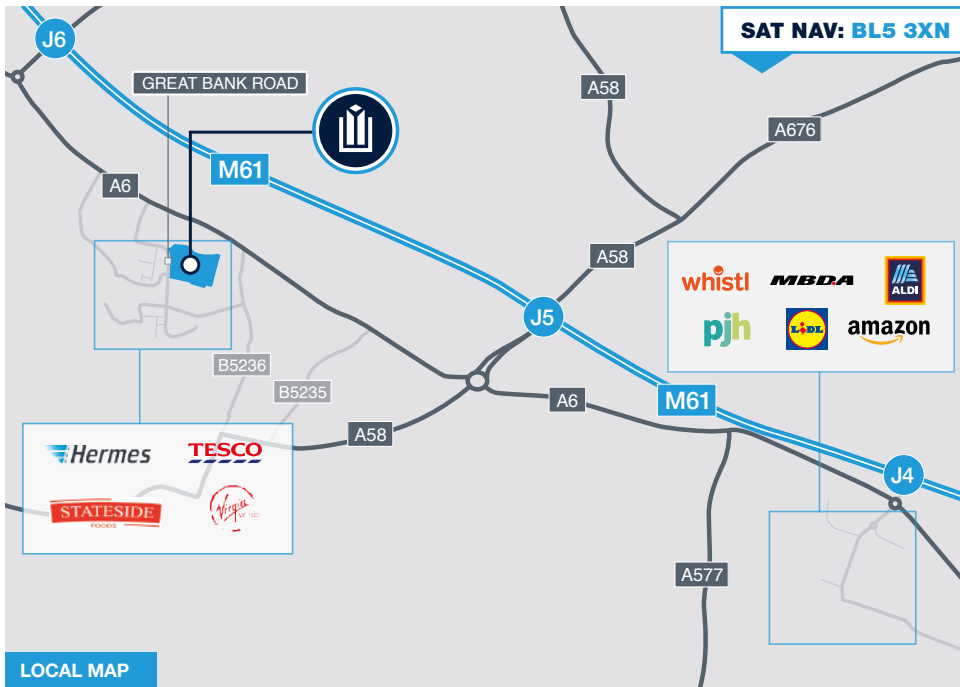 SAT NAV: BL5 3XN
J6
GREAT BANK ROAD
A58
A676
M61
A6
A58
whistl
MBDA
ALDI
pjh
LiDL
amazon
J5
B5236
B5235
A6
M61
A58
Hermes
TESCO
STATESIDE
FOODS
Virgin
J4
A577
LOCAL MAP